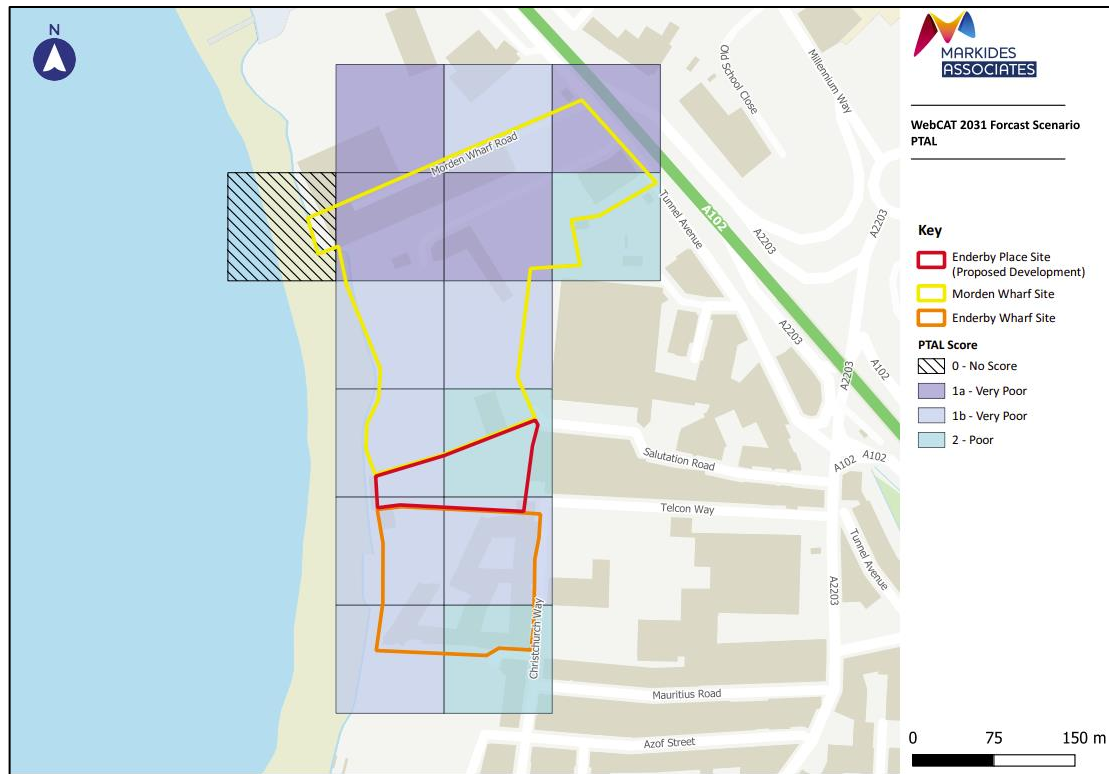 N
Old School Close
Millennium Way
Morden Wharf Road
A102
Tunnel Avenue
A2203
A2203
A2203
A2203
A102
Salutation Road
A102
A102
Telcon Way
Tunnel Avenue
A2203
Christchurch Way
Mauritius Road
Azof Street
MARKIDES
ASSOCIATES
WebCAT 2031 Forcast Scenario
PTAL
Key
Enderby Place Site
(Proposed Development)
Morden Wharf Site
Enderby Wharf Site
PTAL Score
0 - No Score
1a - Very Poor
1b - Very Poor
2 - Poor
0 75 150 m